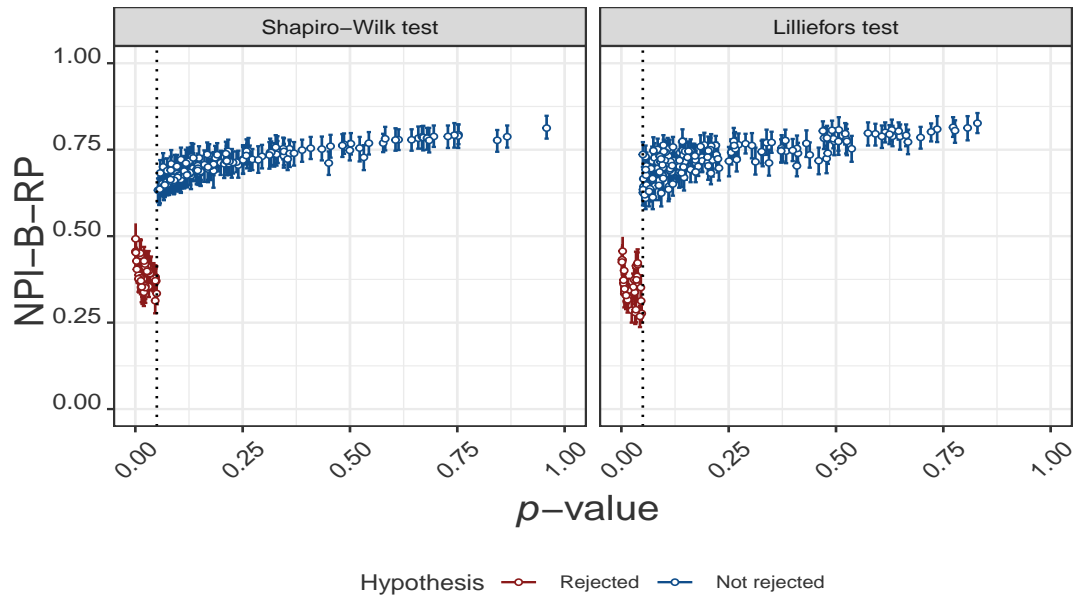 Shapiro−Wilk test
Lilliefors test
NPI−B−RP
1.00
0.75
0.50
0.25
0.00
0.00 0.25 0.50 0.75 1.00
0.00 0.25 0.50 0.75 1.00
p−value
Hypothesis Rejected Not rejected